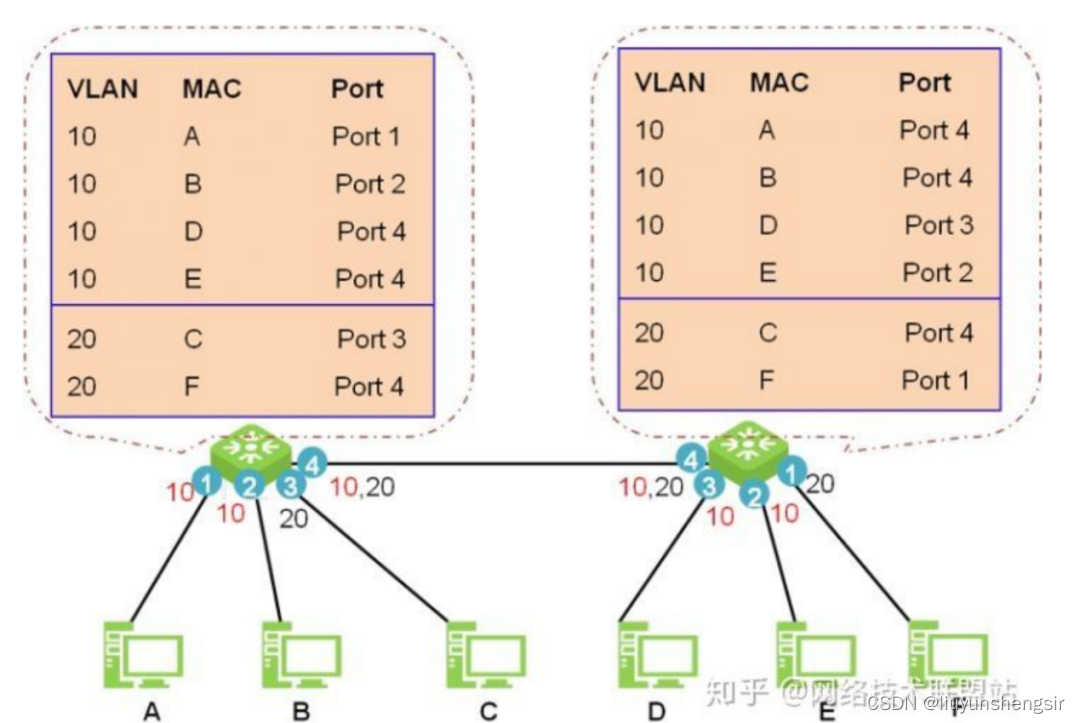 VLAN MAC Port
10 A Port 1
10 B Port 2
10 D Port 4
10 E Port 4
20 C Port 3
20 F Port 4
VLAN MAC Port
10 A Port 4
10 B Port 4
10 D Port 3
10 E Port 2
20 C Port 4
20 F Port 1
1 2 3 4
10 10 20 10,20
4 3 2 1
10,20 10 10 20
A B C D E F
知乎 @网络技术联盟站
CSDN @liuyunshengsir